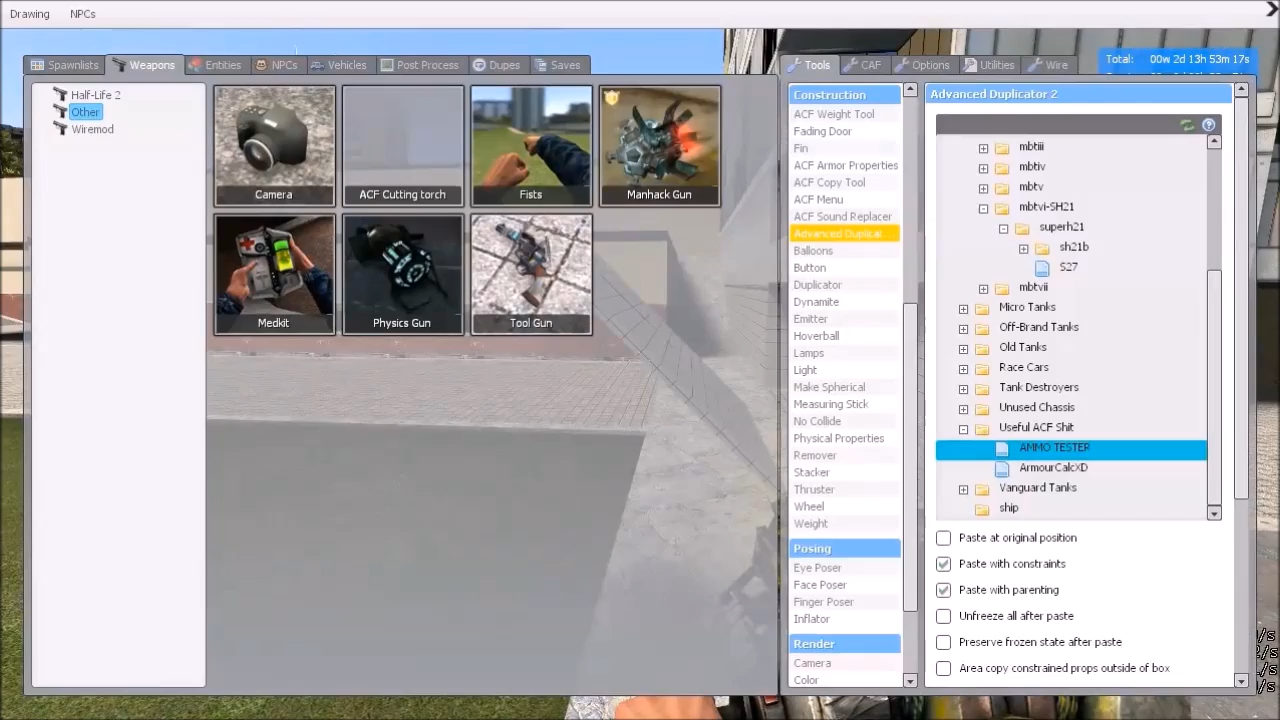 Drawing NPCs
Spawnlists Weapons Entities NPCs Vehicles Post Process Dupes Saves
Half-Life 2
Other
Wiremod
Camera
ACF Cutting torch
Fists
Manhack Gun
Medkit
Physics Gun
Tool Gun
Tools CAF Options Utilities Wire
Total: 00w 2d 13h 53m 17s
Construction
ACF Weight Tool
Fading Door
Fin
ACF Armor Properties
ACF Copy Tool
ACF Menu
ACF Sound Replacer
Advanced Duplicat...
Balloons
Button
Duplicator
Dynamite
Emitter
Hoverball
Lamps
Light
Make Spherical
Measuring Stick
No Collide
Physical Properties
Remover
Stacker
Thruster
Wheel
Weight
Posing
Eye Poser
Face Poser
Finger Poser
Inflator
Render
Camera
Color
Advanced Duplicator 2
mbtiii
mbtiv
mbtv
mbtvi-SH21
superh21
sh21b
S27
mbtvii
Micro Tanks
Off-Brand Tanks
Old Tanks
Race Cars
Tank Destroyers
Unused Chassis
Useful ACF Shit
AMMO TESTER
ArmourCalcXD
Vanguard Tanks
ship
Paste at original position
Paste with constraints
Paste with parenting
Unfreeze all after paste
Preserve frozen state after paste
Area copy constrained props outside of box